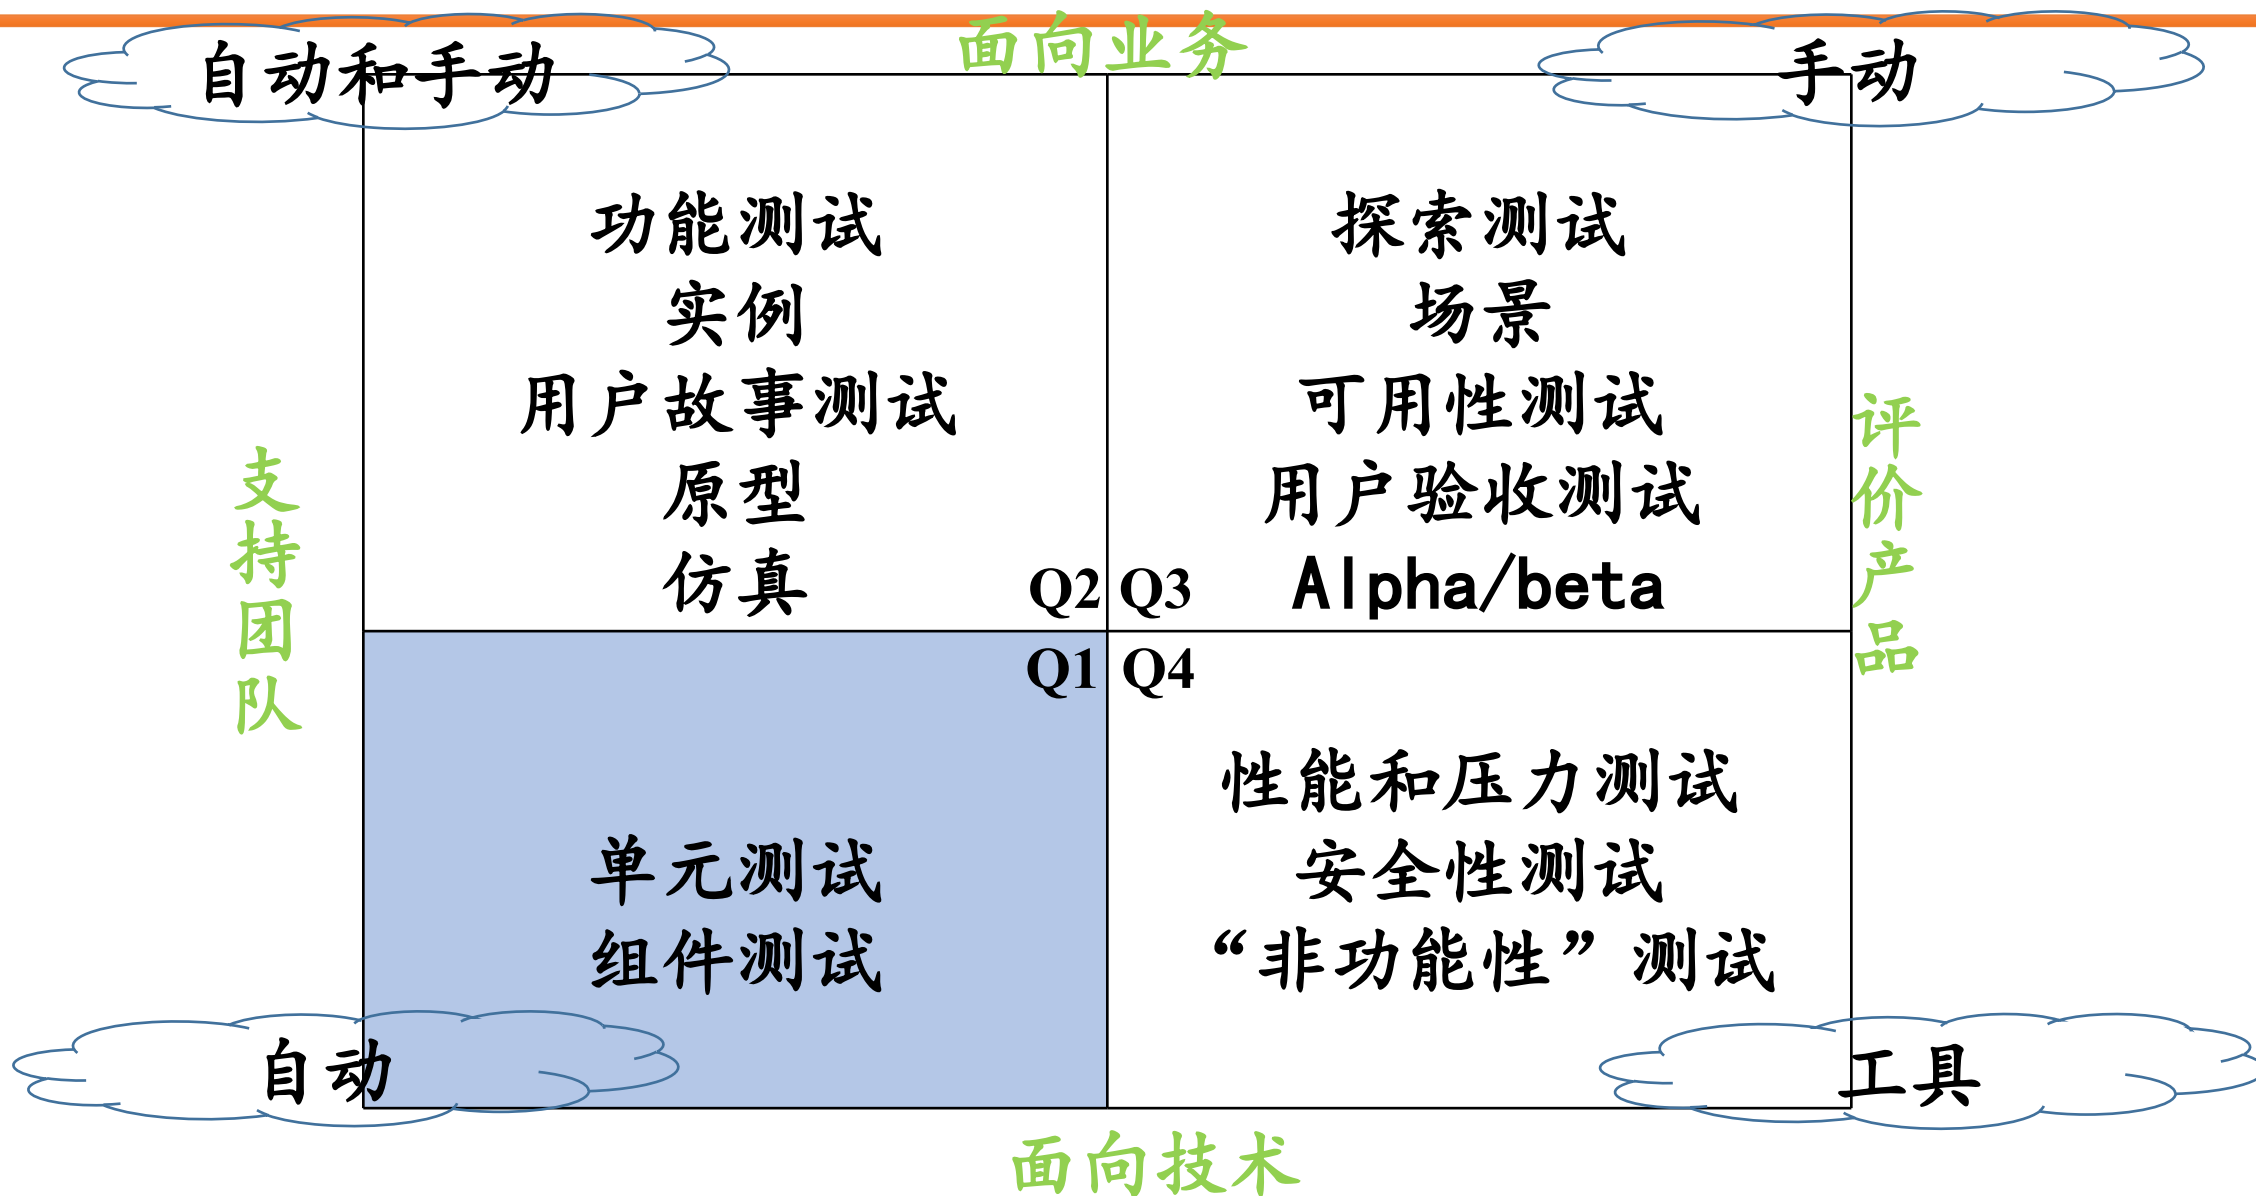 面向业务
自动和手动
手动
功能测试
实例
用户故事测试
原型
仿真
Q2
Q3
探索测试
场景
可用性测试
用户验收测试
Alpha/beta
支持团队
评价产品
Q1
Q4
单元测试
组件测试
性能和压力测试
安全性测试
“非功能性”测试
自动
工具
面向技术